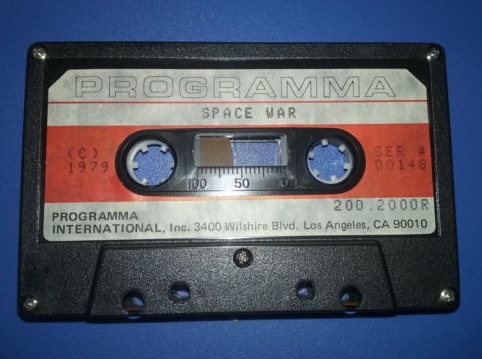 PROGRAMMA
SPACE WAR
(C)
1979
SER #
00148
100 50 0
200.2000R
PROGRAMMA
INTERNATIONAL, Inc. 3400 Wilshire Blvd. Los Angeles, CA 90010